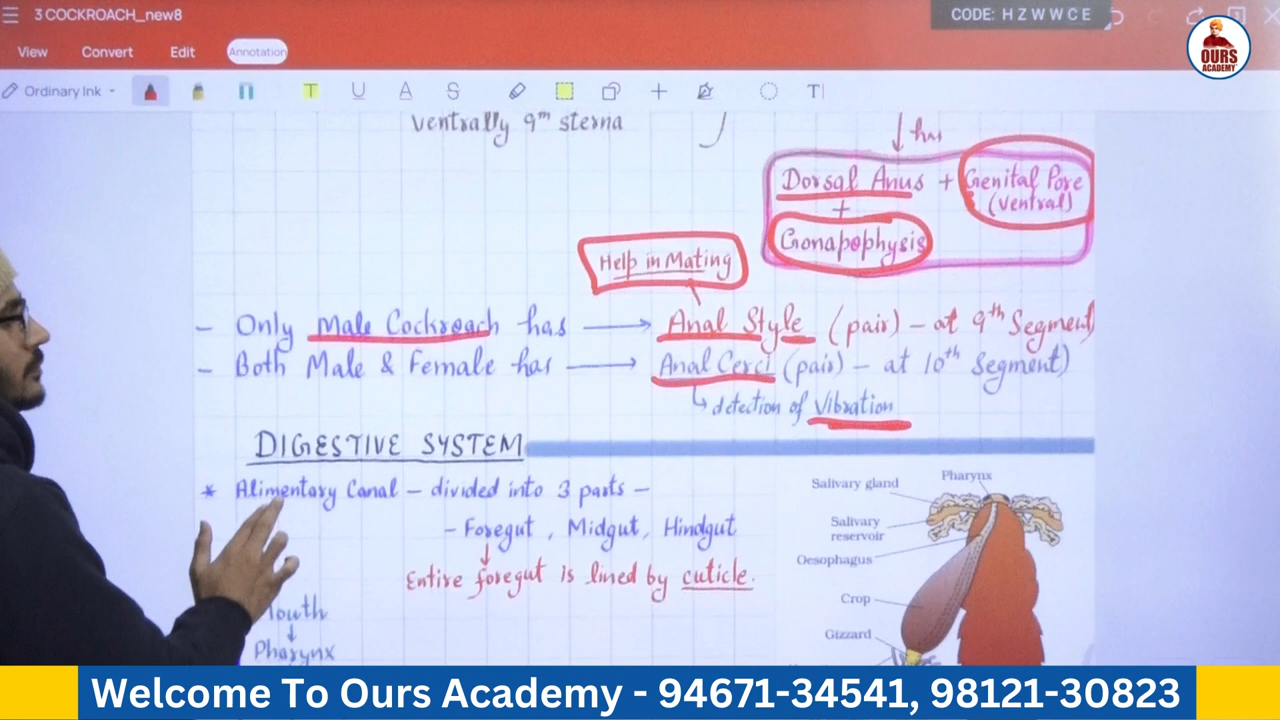 3 COCKROACH_new8
CODE: H Z W W C E
View Convert Edit Annotation
OURS
ACADEMY
Ordinary Ink
T U A S T
Ventrally 9th sterna
has
Dorsal Anus + Genital Pore
(ventral)
+
Gonapophysis
Help in Mating
- Only Male Cockroach has → Anal Style (pair) - at 9th Segment
- Both Male & Female has → Anal Cerci (pair) - at 10th Segment)
detection of Vibration
DIGESTIVE SYSTEM
* Alimentary Canal - divided into 3 parts -
- Foregut, Midgut, Hindgut
Entire foregut is lined by cuticle.
Mouth
Pharynx
Pharynx
Salivary gland
Salivary
reservoir
Oesophagus
Crop
Gizzard
Welcome To Ours Academy - 94671-34541, 98121-30823